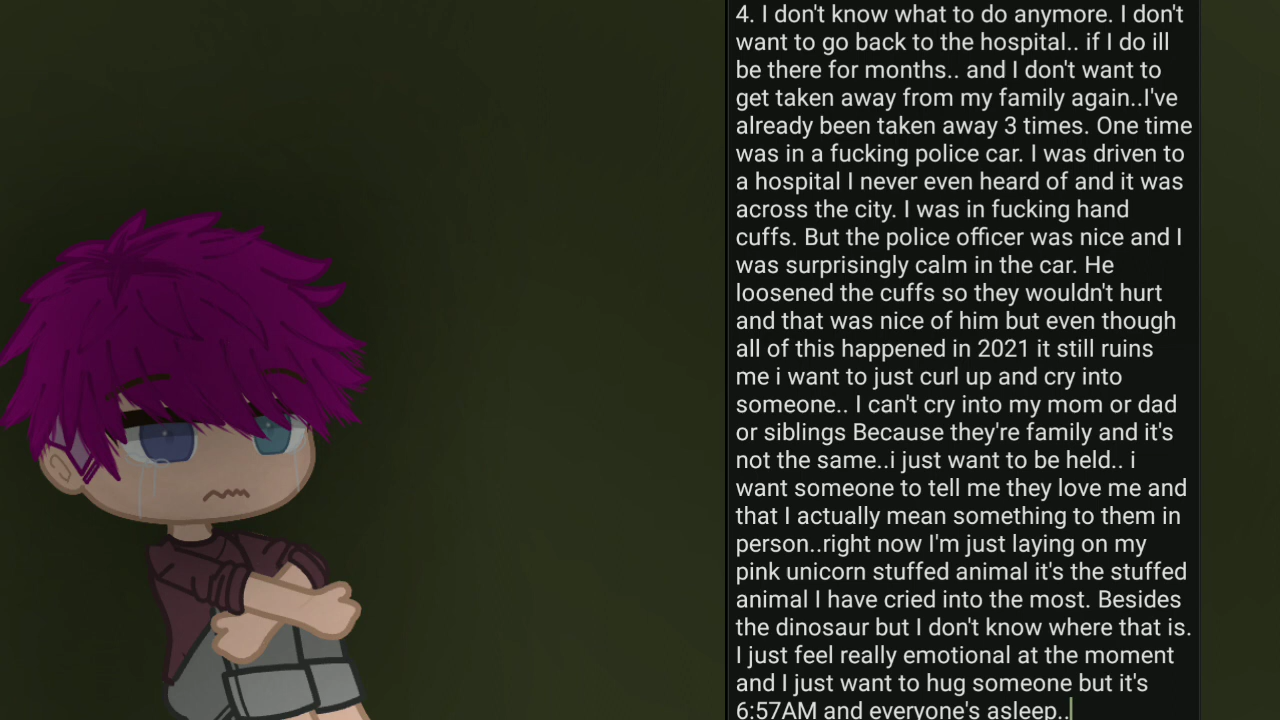 4. I don't know what to do anymore. I don't
want to go back to the hospital.. if I do ill
be there for months.. and I don't want to
get taken away from my family again..I've
already been taken away 3 times. One time
was in a fucking police car. I was driven to
a hospital I never even heard of and it was
across the city. I was in fucking hand
cuffs. But the police officer was nice and I
was surprisingly calm in the car. He
loosened the cuffs so they wouldn't hurt
and that was nice of him but even though
all of this happened in 2021 it still ruins
me i want to just curl up and cry into
someone.. I can't cry into my mom or dad
or siblings Because they're family and it's
not the same..i just want to be held.. i
want someone to tell me they love me and
that I actually mean something to them in
person..right now I'm just laying on my
pink unicorn stuffed animal it's the stuffed
animal I have cried into the most. Besides
the dinosaur but I don't know where that is.
I just feel really emotional at the moment
and I just want to hug someone but it's
6:57AM and everyone's asleep..